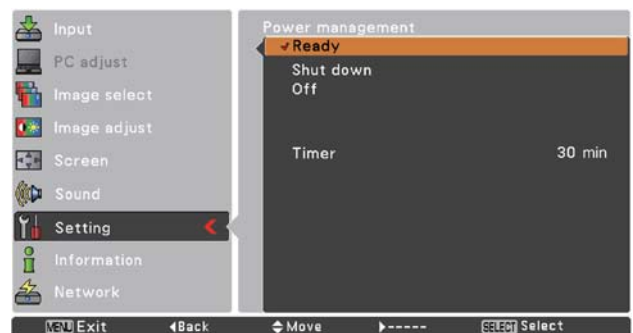 Input
PC adjust
Image select
Image adjust
Screen
Sound
Setting
Information
Network
Power management
Ready
Shut down
Off
Timer 30 min
MENU Exit Back Move ----- SELECT Select